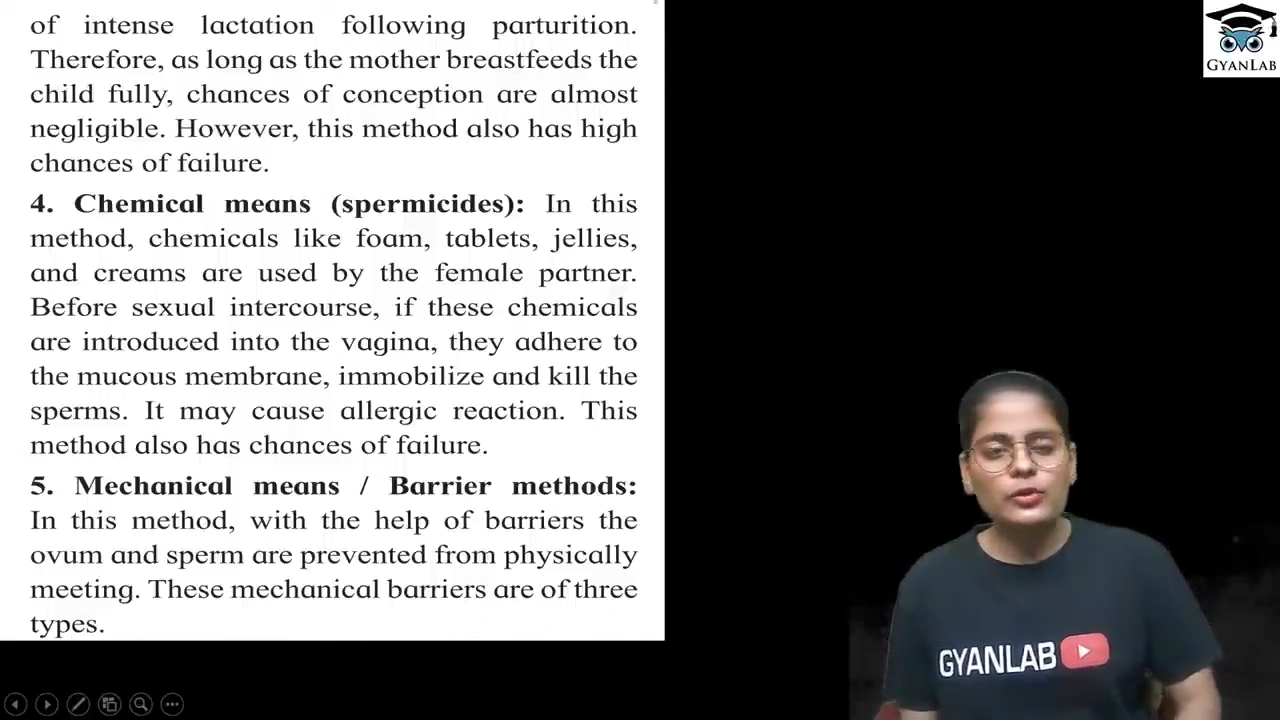 of intense lactation following parturition.
Therefore, as long as the mother breastfeeds the
child fully, chances of conception are almost
negligible. However, this method also has high
chances of failure.
4. Chemical means (spermicides): In this
method, chemicals like foam, tablets, jellies,
and creams are used by the female partner.
Before sexual intercourse, if these chemicals
are introduced into the vagina, they adhere to
the mucous membrane, immobilize and kill the
sperms. It may cause allergic reaction. This
method also has chances of failure.
5. Mechanical means / Barrier methods:
In this method, with the help of barriers the
ovum and sperm are prevented from physically
meeting. These mechanical barriers are of three
types.
GYANLAB
GYANLAB